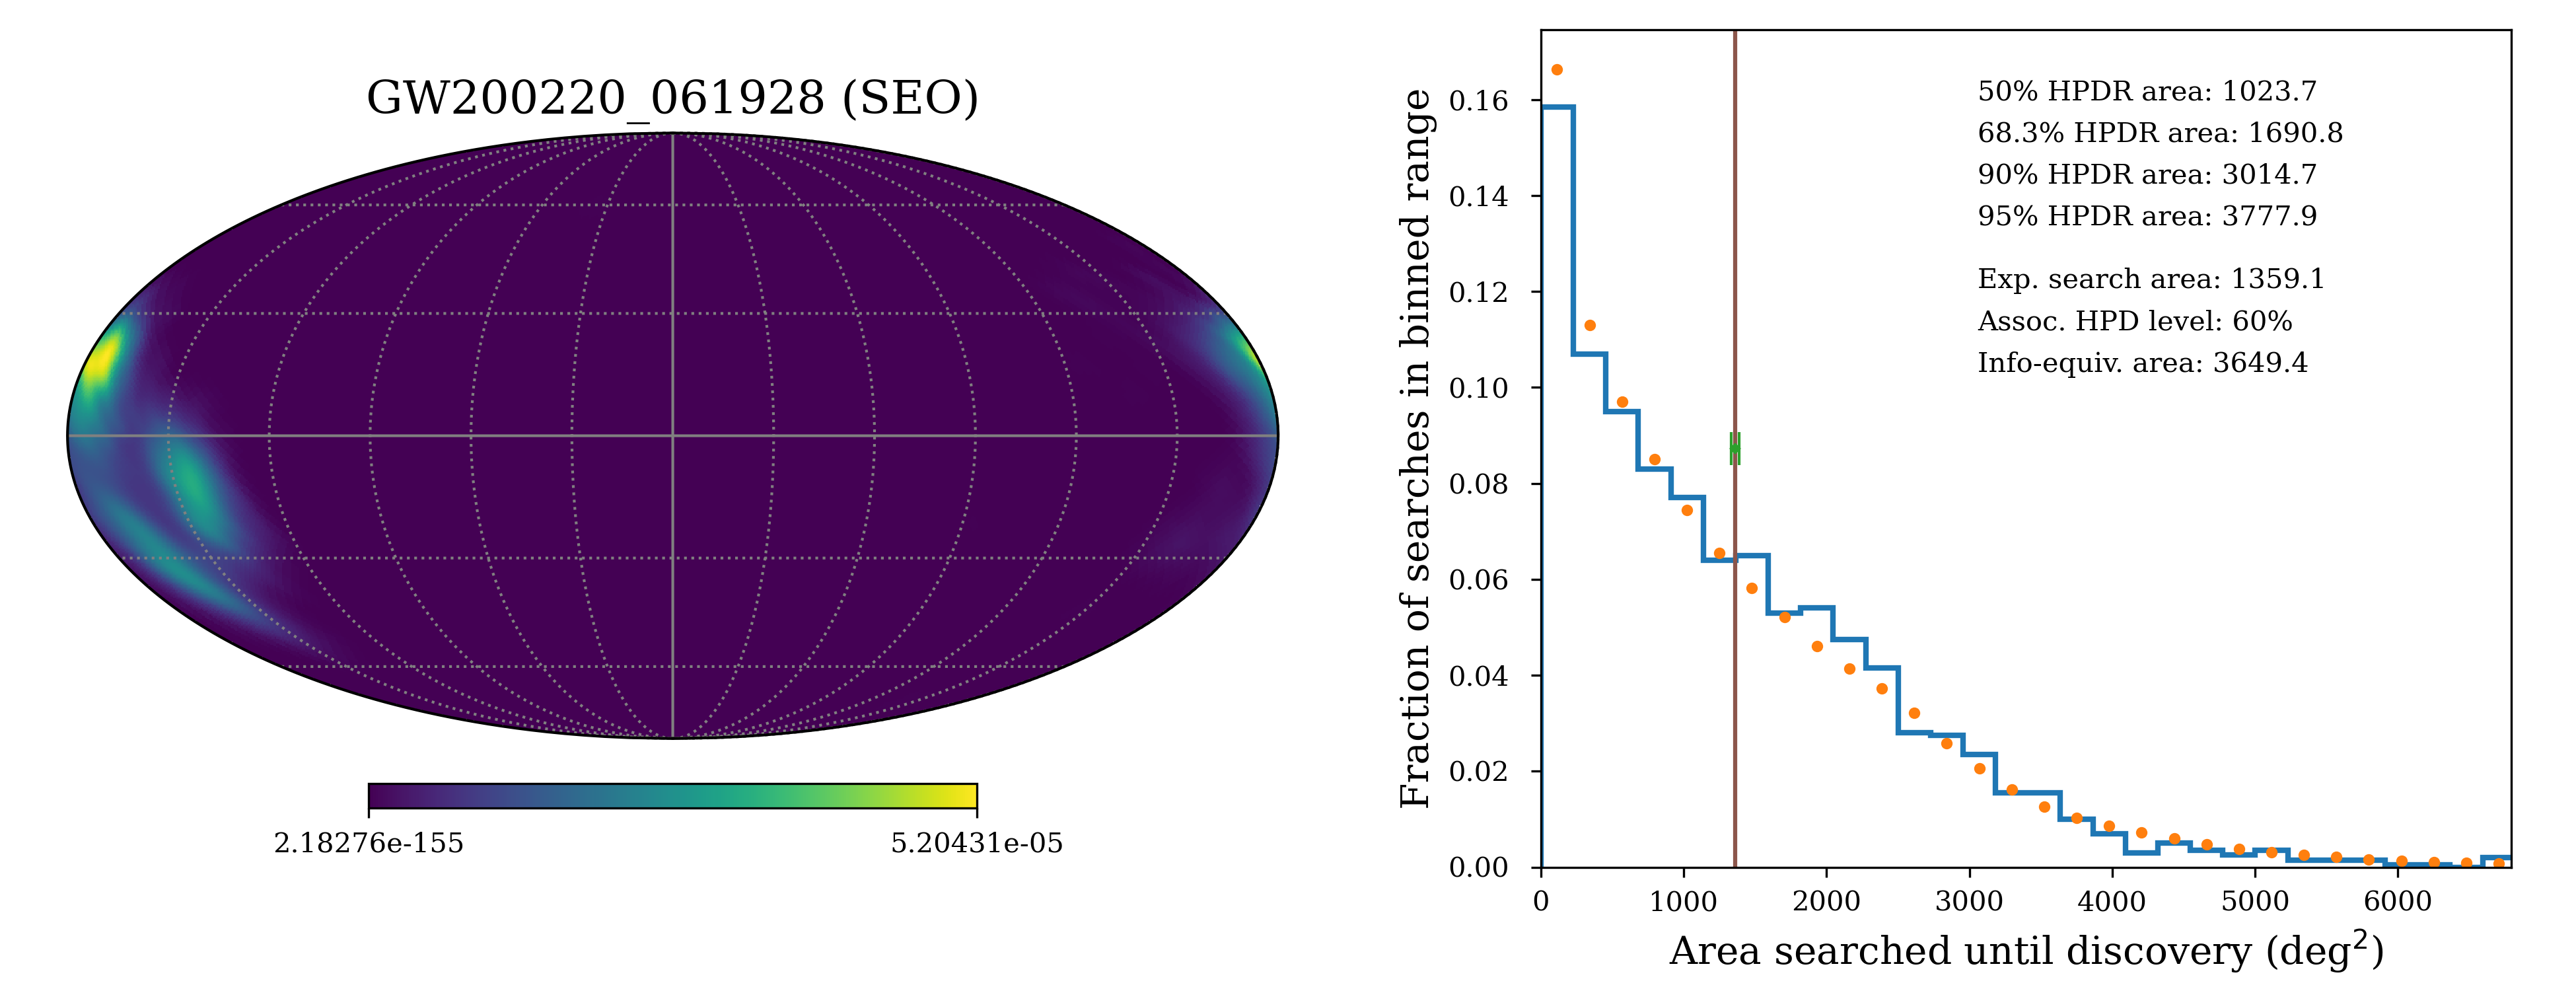 GW200220_061928 (SEO)
2.18276e-155
5.20431e-05
Fraction of searches in binned range
0.16
0.14
0.12
0.10
0.08
0.06
0.04
0.02
0.00
50% HPDR area: 1023.7
68.3% HPDR area: 1690.8
90% HPDR area: 3014.7
95% HPDR area: 3777.9
Exp. search area: 1359.1
Assoc. HPD level: 60%
Info-equiv. area: 3649.4
0 1000 2000 3000 4000 5000 6000
Area searched until discovery (deg²)